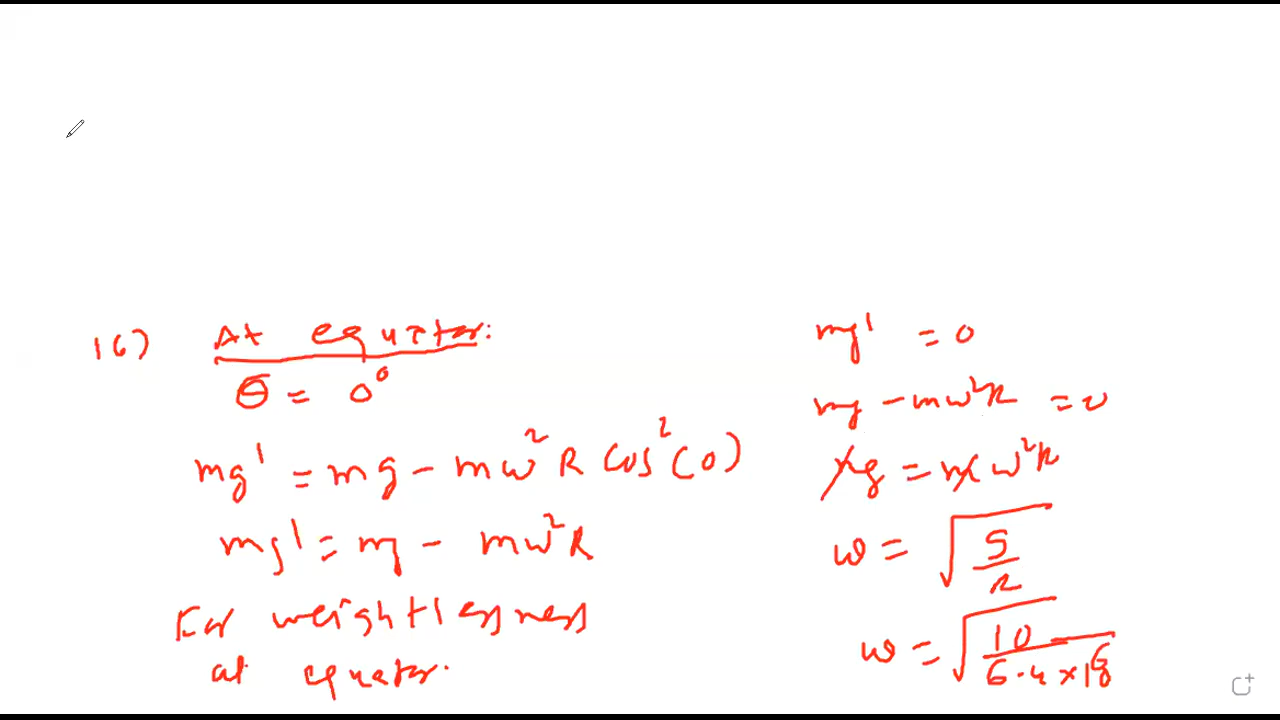 16) At equator:
θ = 0°
mg' = mg - mω²R Cos²(0)
mg' = mg - mω²R
For weightlessness
at equator.
mg' = 0
mg - mω²R = 0
mg = mω²R
ω = √(g/R)
ω = √(10/6.4×10⁶)